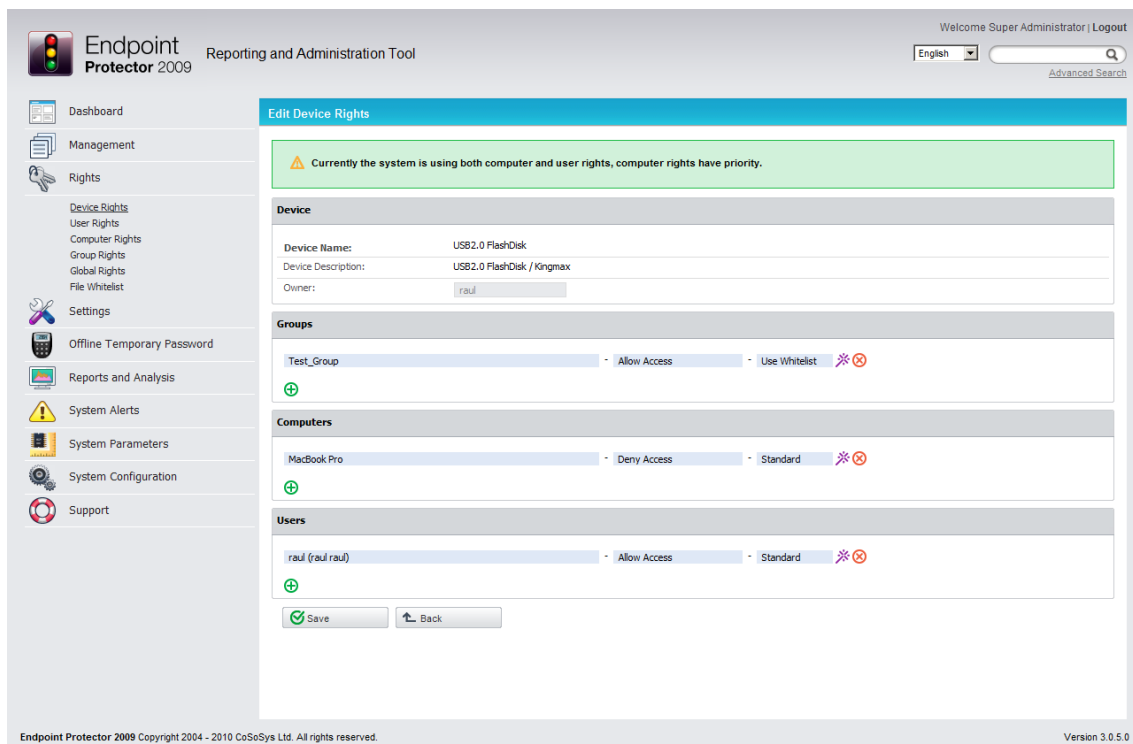 Welcome Super Administrator | Logout
Endpoint
Protector 2009
Reporting and Administration Tool
English
Advanced Search
Dashboard
Management
Rights
Device Rights
User Rights
Computer Rights
Group Rights
Global Rights
File Whitelist
Settings
Offline Temporary Password
Reports and Analysis
System Alerts
System Parameters
System Configuration
Support
Edit Device Rights
Currently the system is using both computer and user rights, computer rights have priority.
Device
Device Name: USB2.0 FlashDisk
Device Description: USB2.0 FlashDisk / Kingmax
Owner: raul
Groups
Test_Group - Allow Access - Use Whitelist
Computers
MacBook Pro - Deny Access - Standard
Users
raul (raul raul) - Allow Access - Standard
Save Back
Endpoint Protector 2009 Copyright 2004 - 2010 CoSoSys Ltd. All rights reserved. Version 3.0.5.0